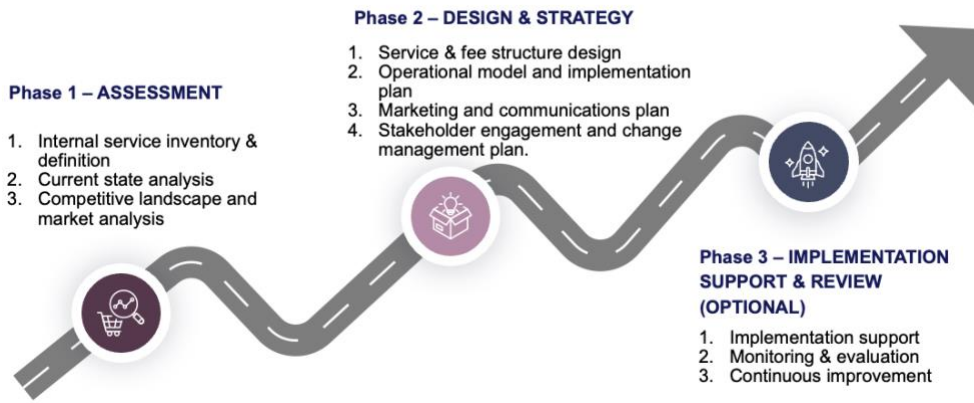 Phase 1 – ASSESSMENT
1. Internal service inventory &
definition
2. Current state analysis
3. Competitive landscape and
market analysis
Phase 2 – DESIGN & STRATEGY
1. Service & fee structure design
2. Operational model and implementation
plan
3. Marketing and communications plan
4. Stakeholder engagement and change
management plan.
Phase 3 – IMPLEMENTATION
SUPPORT & REVIEW
(OPTIONAL)
1. Implementation support
2. Monitoring & evaluation
3. Continuous improvement